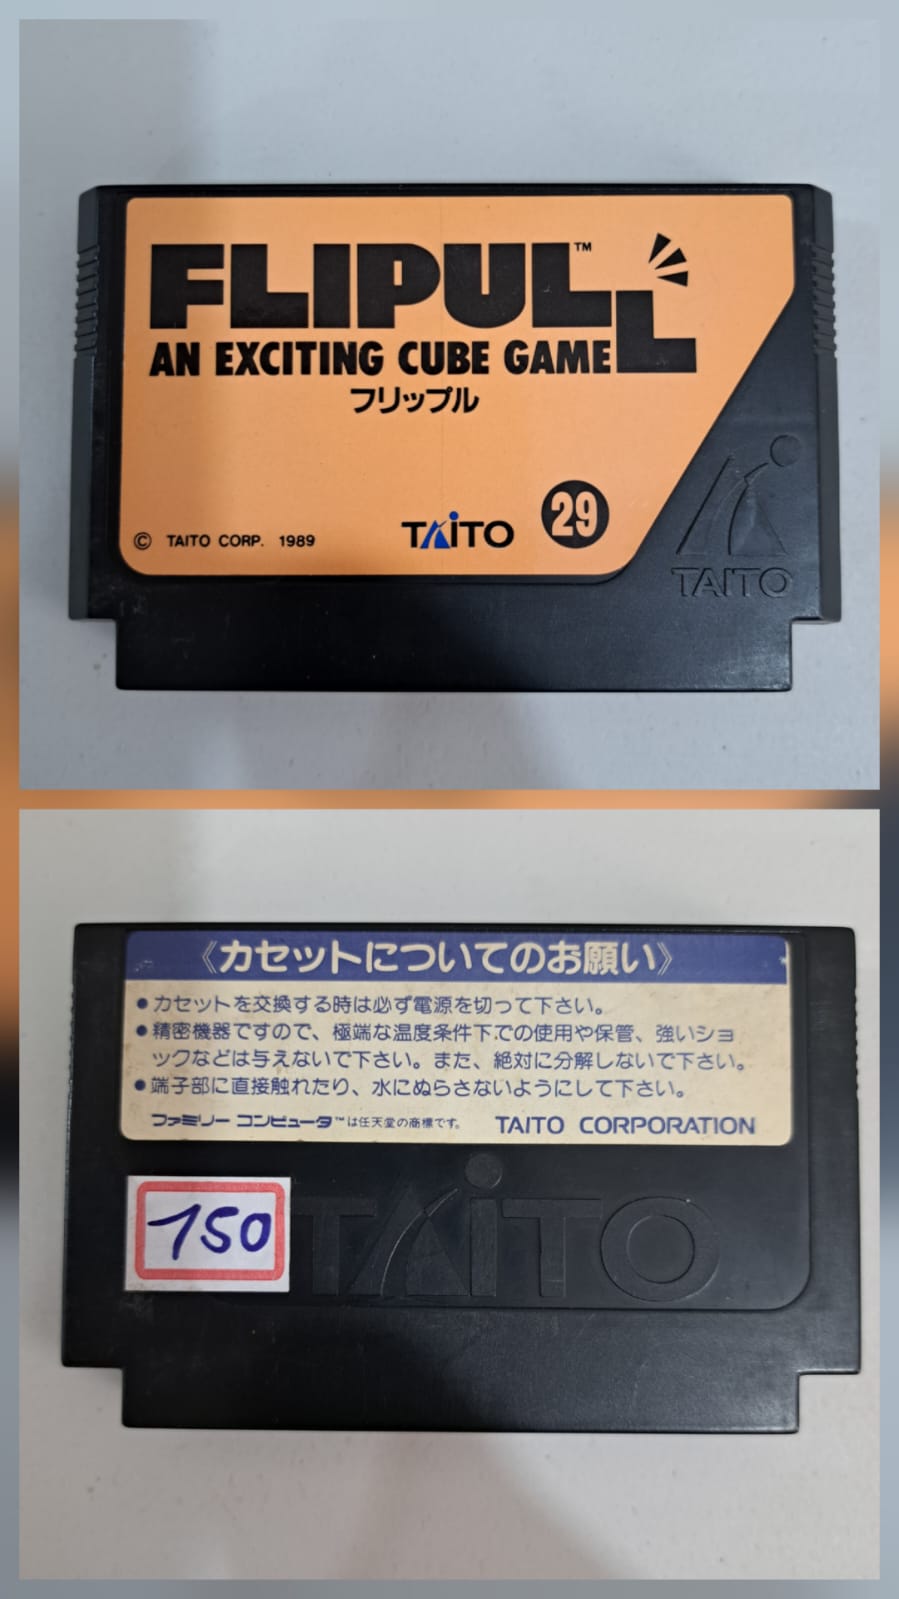 FLIPULL™
AN EXCITING CUBE GAME
フリップル
© TAITO CORP. 1989
TAITO
29
TAITO
《カセットについてのお願い》
●カセットを交換する時は必ず電源を切って下さい。
●精密機器ですので、極端な温度条件下での使用や保管、強いショ
ックなどは与えないで下さい。また、絶対に分解しないで下さい。
●端子部に直接触れたり、水にぬらさないようにして下さい。
ファミリーコンピュータ™は任天堂の商標です。 TAITO CORPORATION
150
TAITO